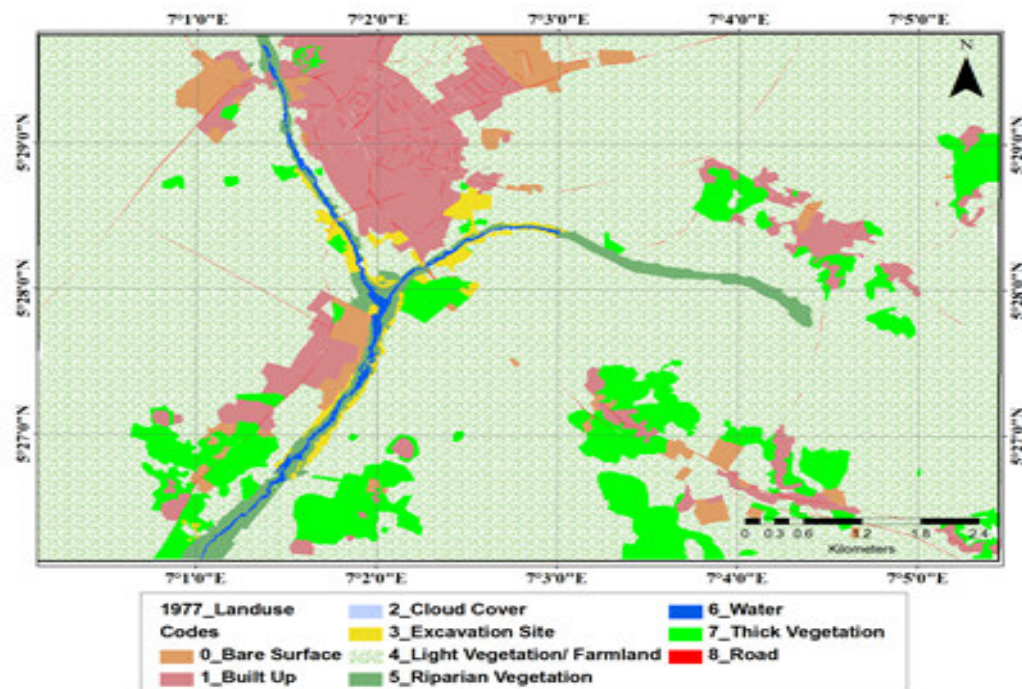 7°1'0"E 7°2'0"E 7°3'0"E 7°4'0"E 7°5'0"E
N
5°29'0"N 5°29'0"N
5°28'0"N 5°28'0"N
5°27'0"N 5°27'0"N
0 0.3 0.6 1.2 1.8 2.4
Kilometers
7°1'0"E 7°2'0"E 7°3'0"E 7°4'0"E 7°5'0"E
1977_Landuse 2_Cloud Cover 6_Water
Codes 3_Excavation Site 7_Thick Vegetation
0_Bare Surface 4_Light Vegetation/ Farmland 8_Road
1_Built Up 5_Riparian Vegetation